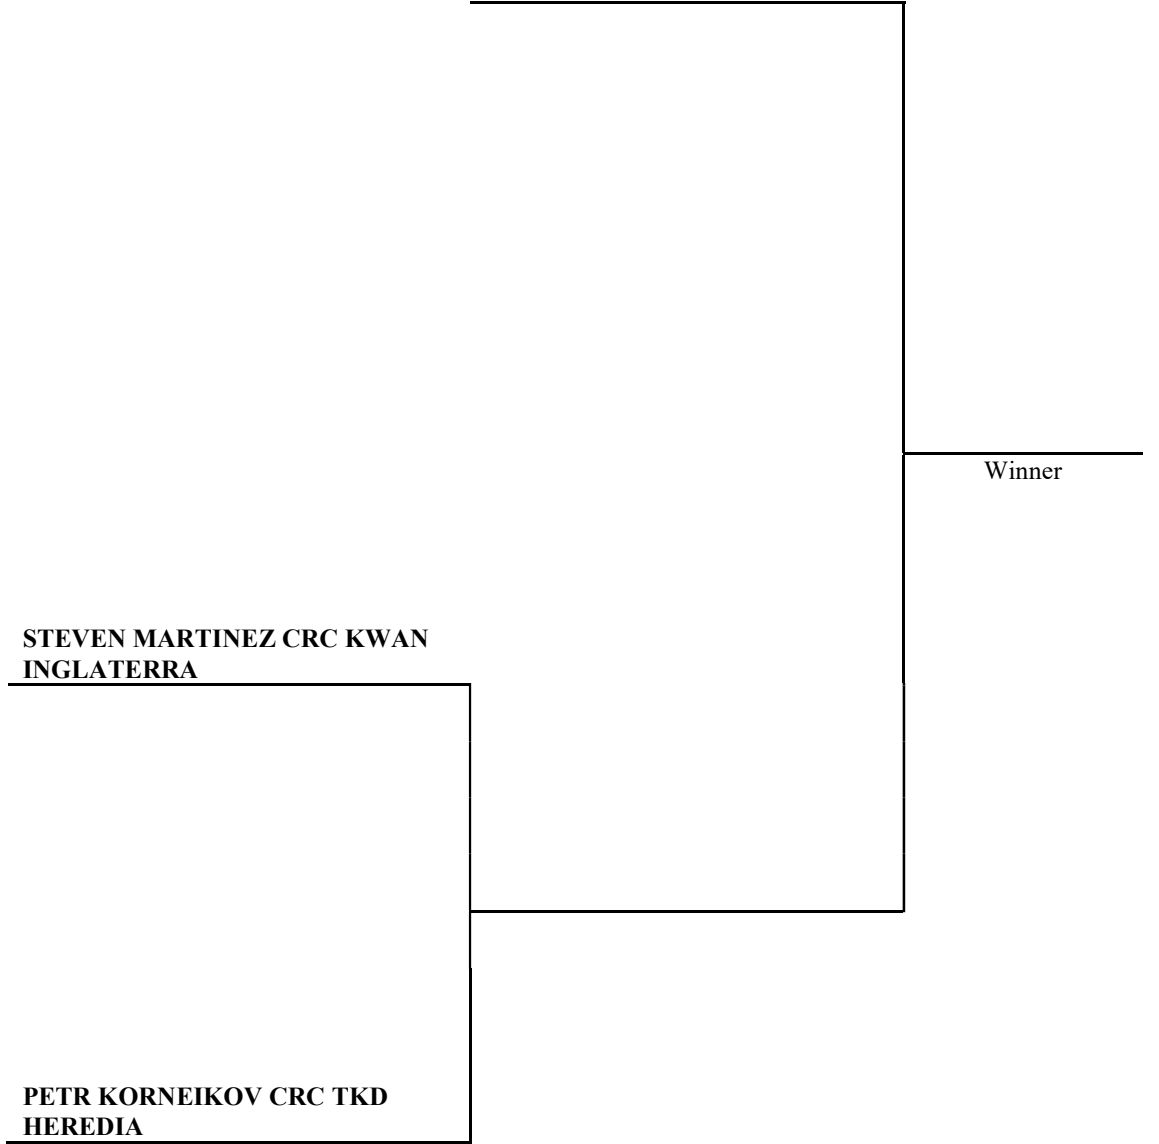 Winner
STEVEN MARTINEZ CRC KWAN
INGLATERRA
PETR KORNEIKOV CRC TKD
HEREDIA